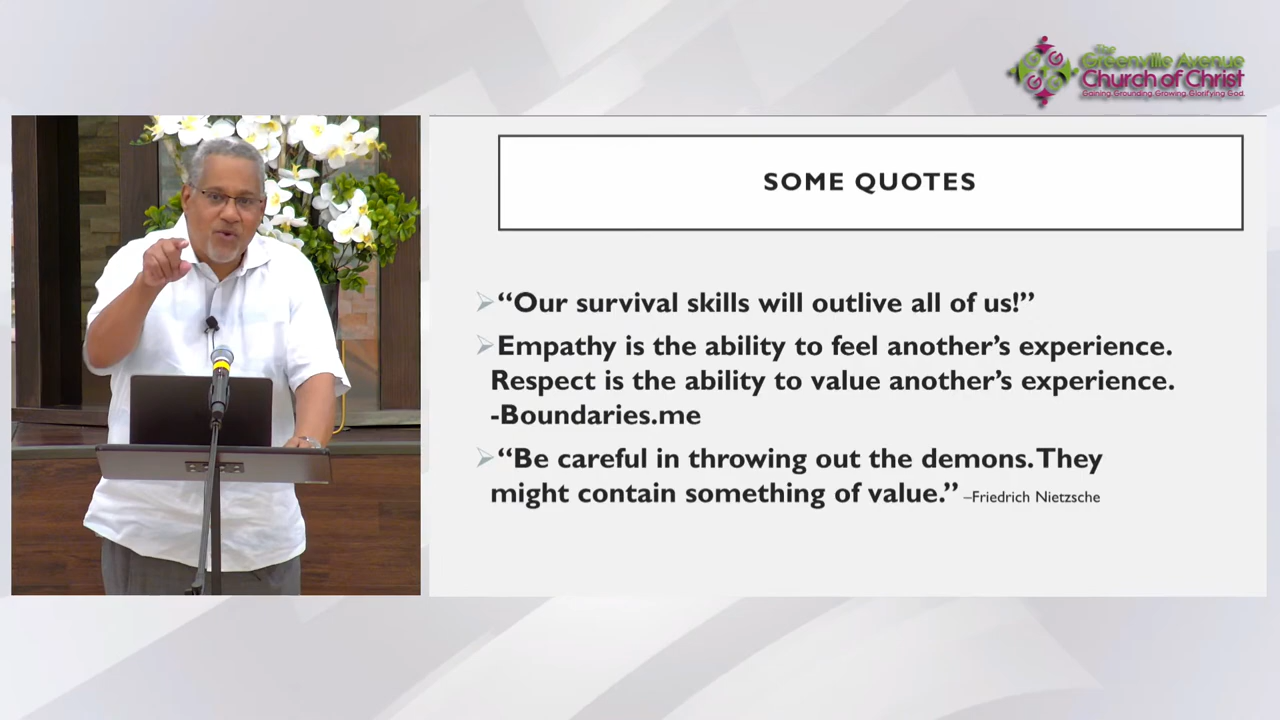 The
Greenville Avenue
Church of Christ
Gaining. Grounding. Growing. Glorifying God.
SOME QUOTES
“Our survival skills will outlive all of us!”
Empathy is the ability to feel another’s experience.
Respect is the ability to value another’s experience.
-Boundaries.me
“Be careful in throwing out the demons. They
might contain something of value.” –Friedrich Nietzsche